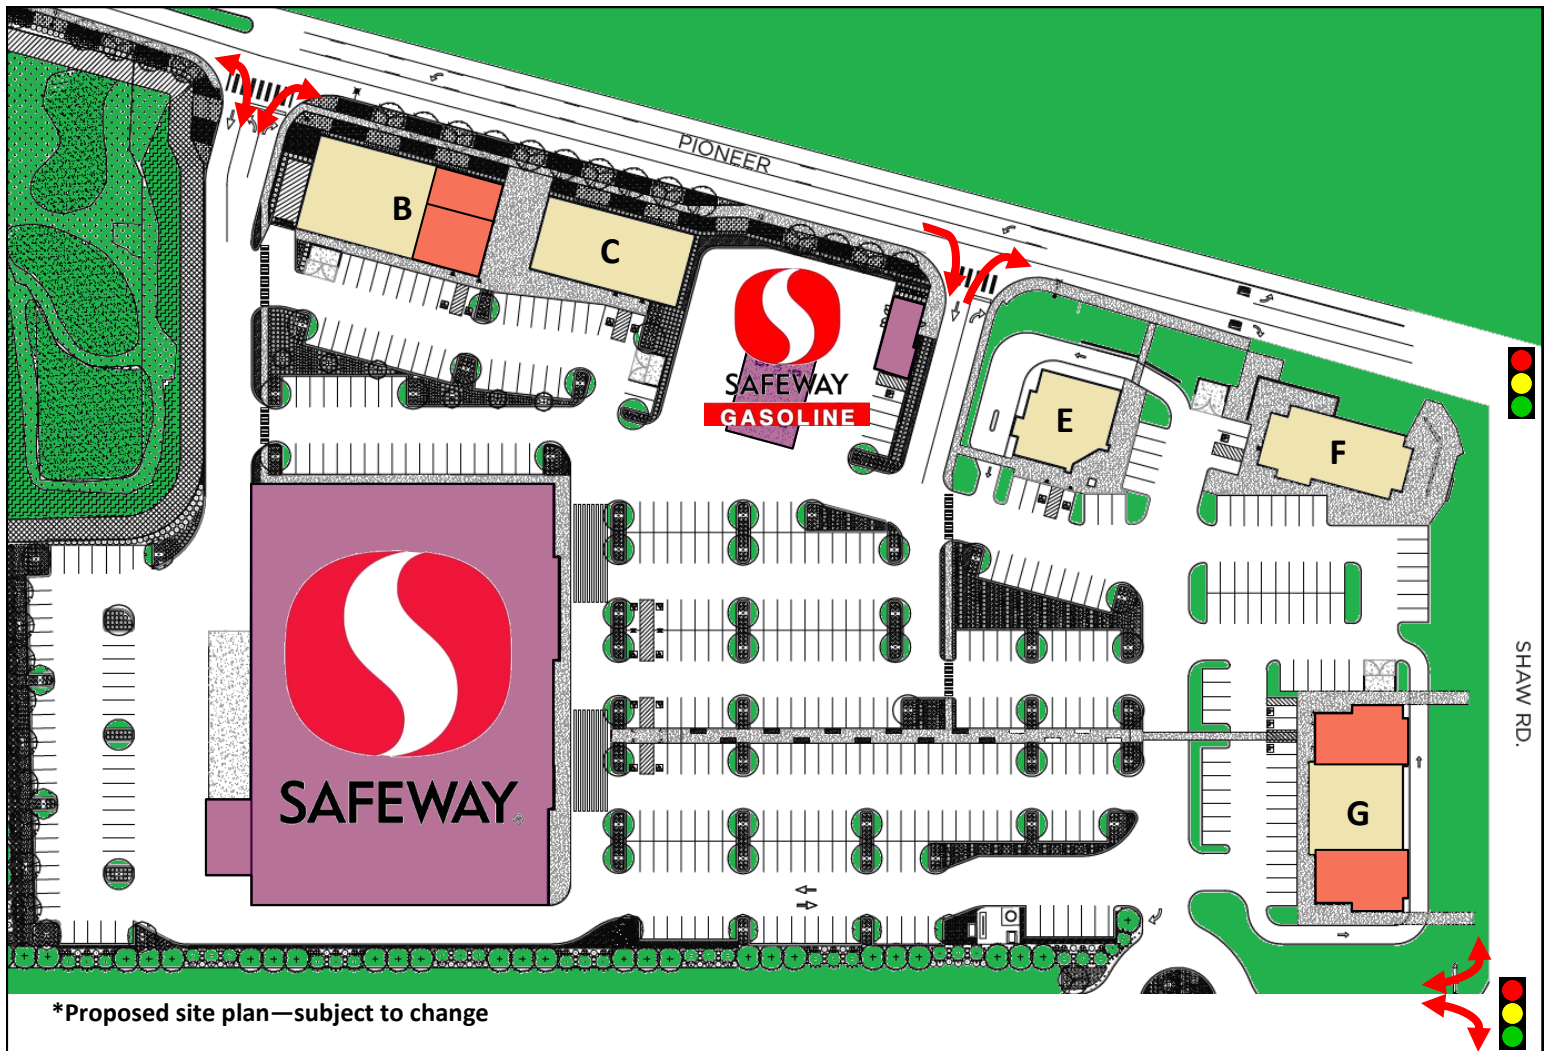 PIONEER
B
C
SAFEWAY
GASOLINE
E
F
SHAW RD.
SAFEWAY
G
*Proposed site plan—subject to change